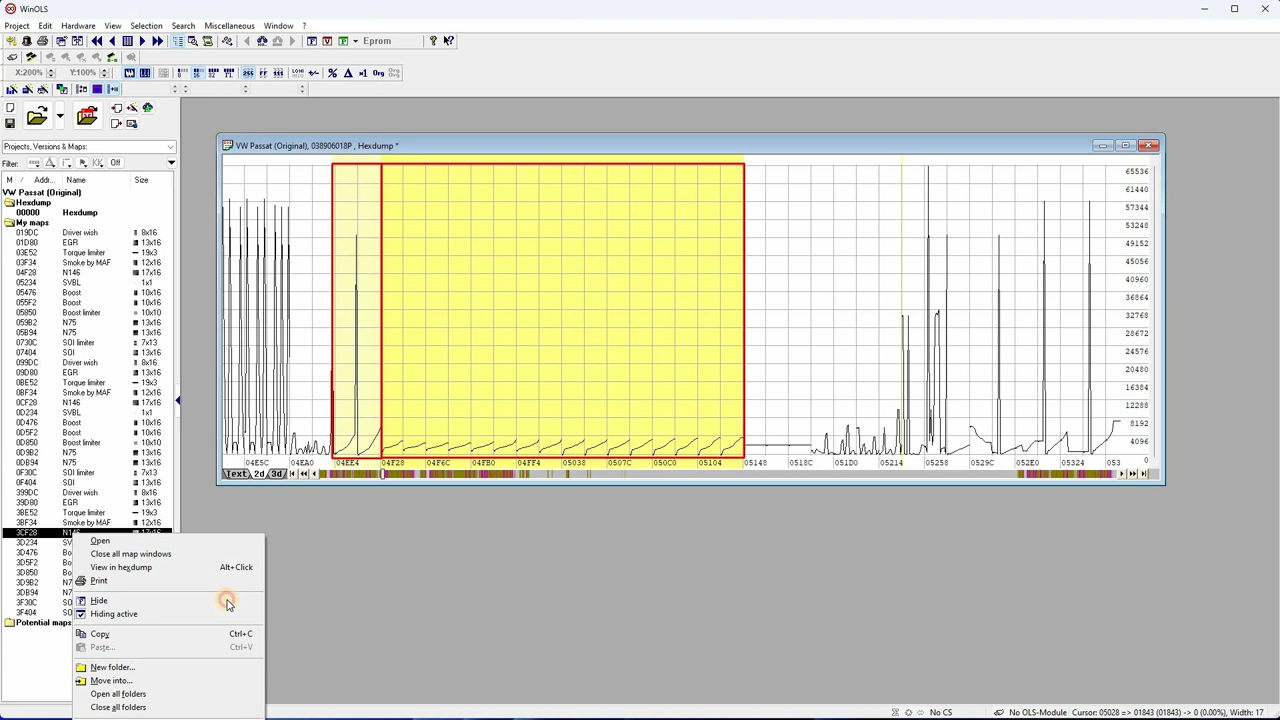 WinOLS
Project Edit Hardware View Selection Search Miscellaneous Window ?
Eprom
X:200% Y:100%
Projects, Versions & Maps:
Filter: Off
M / Addr... Name Size
VW Passat (Original)
Hexdump
00000 Hexdump
My maps
019DC Driver wish 8x16
01D80 EGR 13x16
03E52 Torque limiter 19x3
03F34 Smoke by MAF 12x16
04F28 N146 17x16
05234 SVBL 1x1
05476 Boost 10x16
055F2 Boost 10x16
05850 Boost limiter 10x10
059B2 N75 13x16
05B94 N75 13x16
0730C SOI limiter 7x13
07404 SOI 13x16
099DC Driver wish 8x16
09D80 EGR 13x16
0BE52 Torque limiter 19x3
0BF34 Smoke by MAF 12x16
0CF28 N146 17x16
0D234 SVBL 1x1
0D476 Boost 10x16
0D5F2 Boost 10x16
0D850 Boost limiter 10x10
0D9B2 N75 13x16
0DB94 N75 13x16
0F30C SOI limiter 7x13
0F404 SOI 13x16
399DC Driver wish 8x16
39D80 EGR 13x16
3BE52 Torque limiter 19x3
3BF34 Smoke by MAF 12x16
3CF28 N146 17x16
3D234 SV
3D476 Bo
3D5F2 Bo
3D850 Bo
3D9B2 N7
3DB94 N7
3F30C SO
3F404 SO
Potential maps
Open
Close all map windows
View in hexdump Alt+Click
Print
Hide
Hiding active
Copy Ctrl+C
Paste... Ctrl+V
New folder...
Move into...
Open all folders
Close all folders
VW Passat (Original), 038906018P , Hexdump *
65536
61440
57344
53248
49152
45056
40960
36864
32768
28672
24576
20480
16384
12288
8192
4096
0
04E5C 04EA0 04EE4 04F28 04F6C 04FB0 04FF4 05038 0507C 050C0 05104 05148 0518C 051D0 05214 05258 0529C 052E0 05324 053
Text 2d 3d
No CS No OLS-Module Cursor: 05028 => 01843 (01843) -> 0 (0.00%), Width: 17